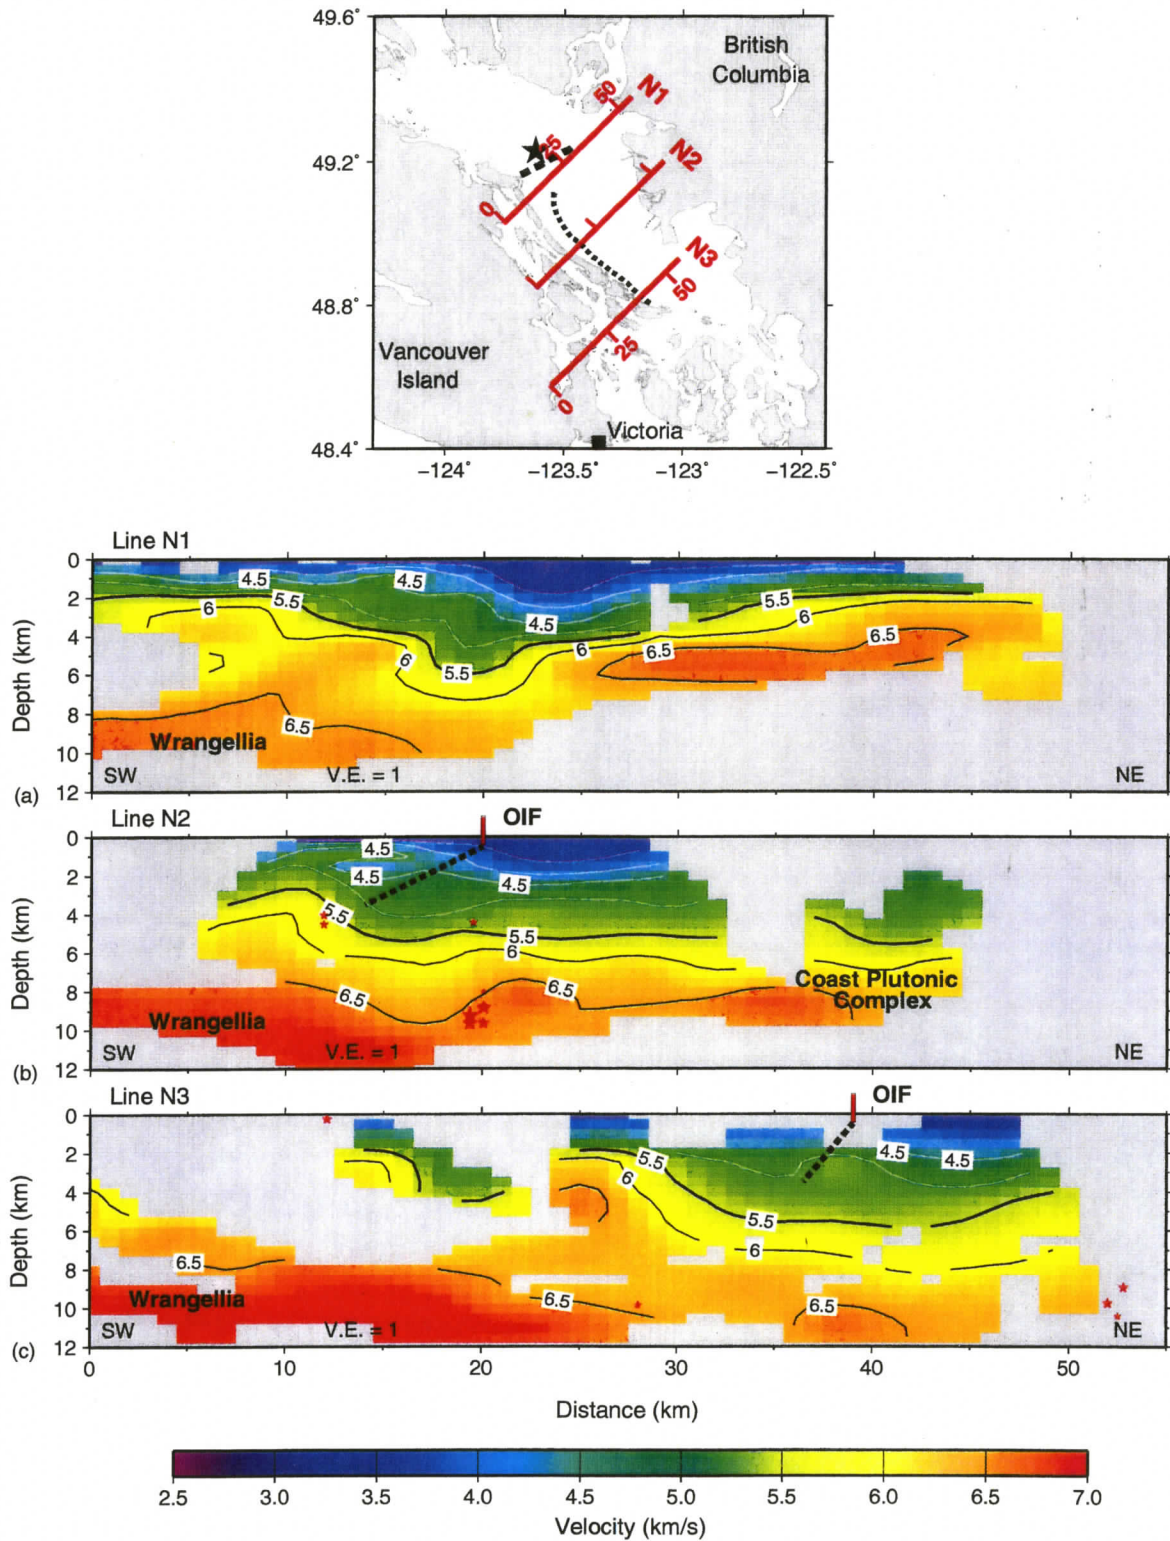 49.6°
49.2°
48.8°
48.4°
-124° -123.5° -123° -122.5°
British
Columbia
Vancouver
Island
Victoria
N1
50
25
0
N2
N3
50
25
0
Line N1
0
2
4
6
8
10
12
Depth (km)
4.5 4.5 4.5
5.5 5.5 5.5
6 6 6 6
6.5 6.5 6.5
Wrangellia
SW V.E. = 1 NE
(a)
Line N2
OIF
0
2
4
6
8
10
12
Depth (km)
4.5
4.5 4.5
5.5 5.5
6
6.5 6.5
Coast Plutonic
Complex
Wrangellia
SW V.E. = 1 NE
(b)
Line N3
OIF
0
2
4
6
8
10
12
Depth (km)
4.5 4.5
5.5 5.5
6 6
6.5 6.5 6.5
Wrangellia
SW V.E. = 1 NE
(c)
0 10 20 30 40 50
Distance (km)
2.5 3.0 3.5 4.0 4.5 5.0 5.5 6.0 6.5 7.0
Velocity (km/s)